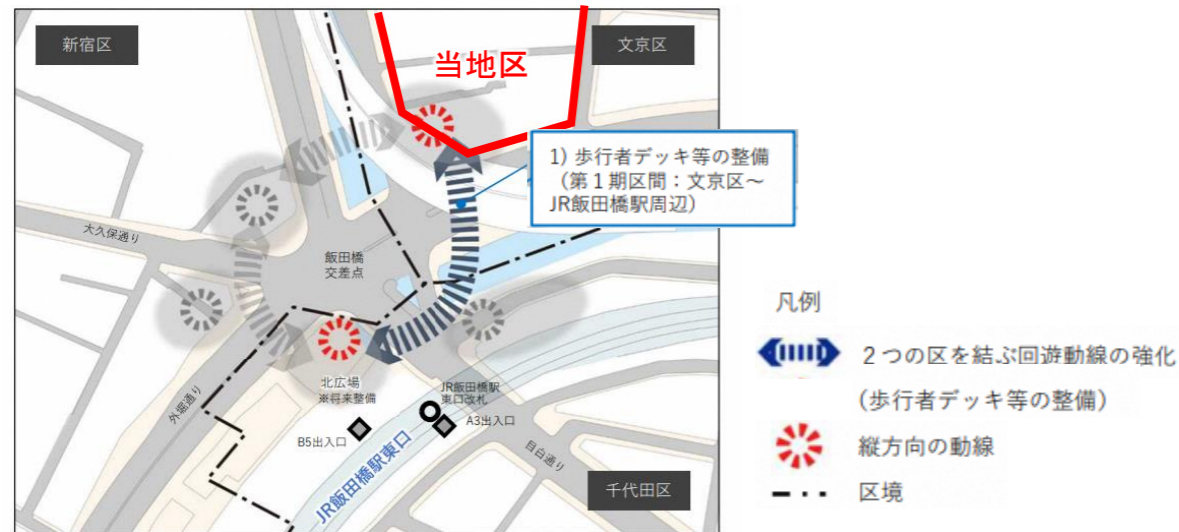 新宿区
文京区
当地区
1) 歩行者デッキ等の整備
(第1期区間:文京区~
JR飯田橋駅周辺)
大久保通り
飯田橋
交差点
凡例
2つの区を結ぶ回遊動線の強化
(歩行者デッキ等の整備)
縦方向の動線
区境
北広場
※将来整備
JR飯田橋駅
東口改札
外堀通り
B5出入口
A3出入口
JR飯田橋駅東口
目白通り
千代田区